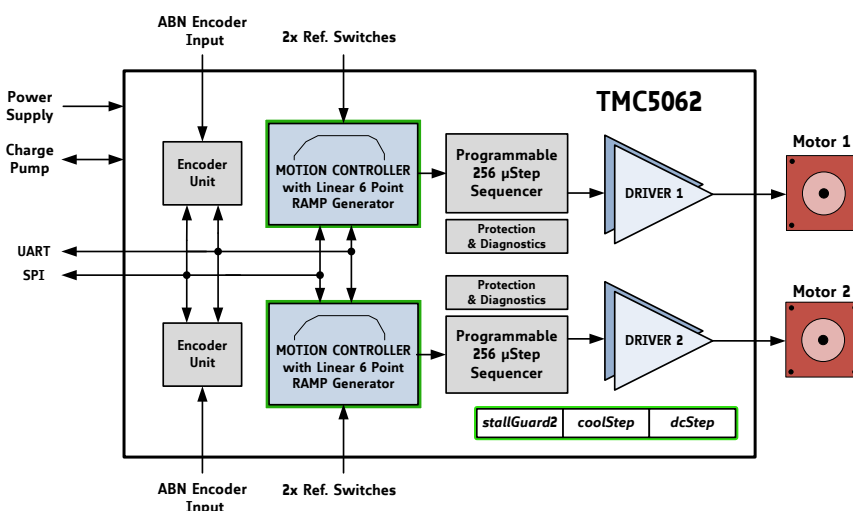 ABN Encoder
Input
2x Ref. Switches
TMC5062
Power
Supply
Charge
Pump
Encoder
Unit
MOTION CONTROLLER
with Linear 6 Point
RAMP Generator
Programmable
256 µStep
Sequencer
DRIVER 1
Motor 1
Protection
& Diagnostics
UART
SPI
Protection
& Diagnostics
Motor 2
Encoder
Unit
MOTION CONTROLLER
with Linear 6 Point
RAMP Generator
Programmable
256 µStep
Sequencer
DRIVER 2
stallGuard2 coolStep dcStep
ABN Encoder
Input
2x Ref. Switches